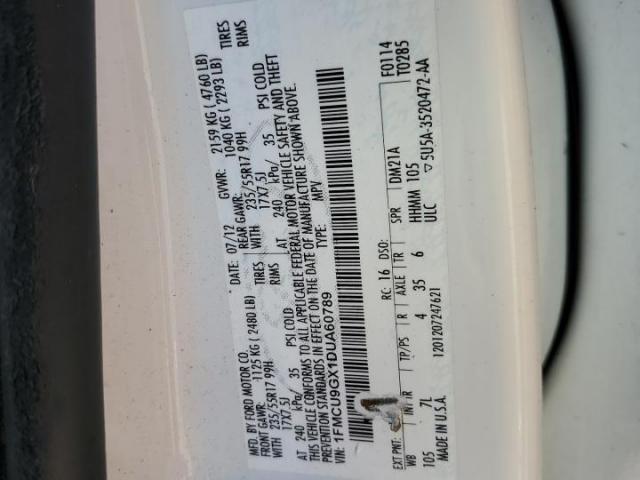 MFD. BY FORD MOTOR CO.
DATE: 07/12 GVWR: 2159 KG ( 4760 LB)
FRONT GAWR: 1125 KG ( 2480 LB) REAR GAWR: 1040 KG ( 2293 LB)
WITH 235/55R17 99H TIRES WITH 235/55R17 99H TIRES
17X7.5J RIMS 17X7.5J RIMS
AT 240 kPa/ 35 PSI COLD AT 240 kPa/ 35 PSI COLD
THIS VEHICLE CONFORMS TO ALL APPLICABLE FEDERAL MOTOR VEHICLE SAFETY AND THEFT
PREVENTION STANDARDS IN EFFECT ON THE DATE OF MANUFACTURE SHOWN ABOVE.
VIN: 1FMCU9GX1DUA60789 TYPE: MPV
F0114
T0285
EXT PNT: RC: 16 DSO:
WB INT TR TP/PS R AXLE TR SPR DM21A
105 7L 4 35 6 HHMM 105
MADE IN U.S.A. ULC
1201207247621 ▽5U5A-3520472-AA